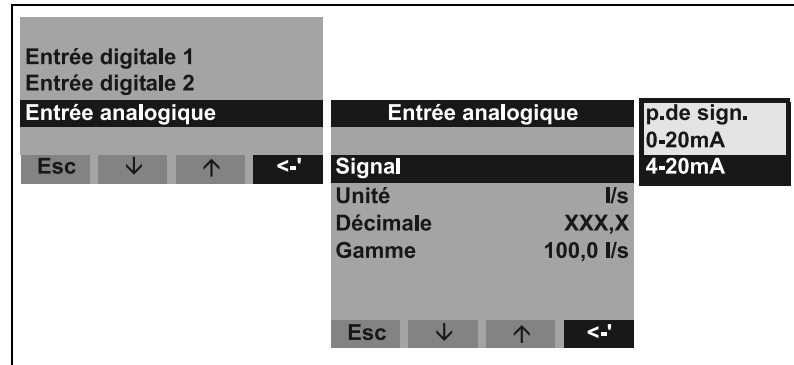 Entrée digitale 1
Entrée digitale 2
Entrée analogique
Esc ↓ ↑ <-'
Entrée analogique
Signal
Unité l/s
Décimale XXX,X
Gamme 100,0 l/s
Esc ↓ ↑ <-'
p.de sign.
0-20mA
4-20mA